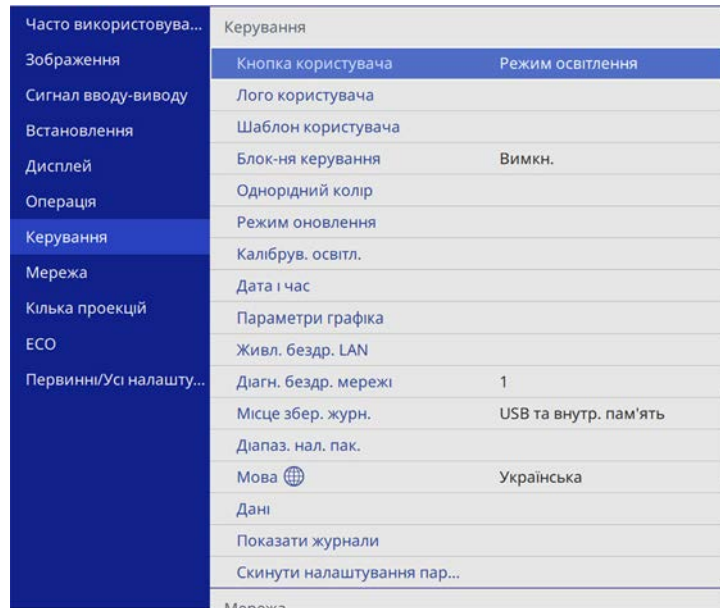 Часто використовува...
Зображення
Сигнал вводу-виводу
Встановлення
Дисплей
Операція
Керування
Мережа
Кілька проекцій
ECO
Первинні/Усі налашту...
Керування
Кнопка користувача Режим освітлення
Лого користувача
Шаблон користувача
Блок-ня керування Вимкн.
Однорідний колір
Режим оновлення
Калібрув. освітл.
Дата і час
Параметри графіка
Живл. бездр. LAN
Діагн. бездр. мережі 1
Місце збер. журн. USB та внутр. пам'ять
Діапаз. нал. пак.
Мова Українська
Дані
Показати журнали
Скинути налаштування пар...
Мережа